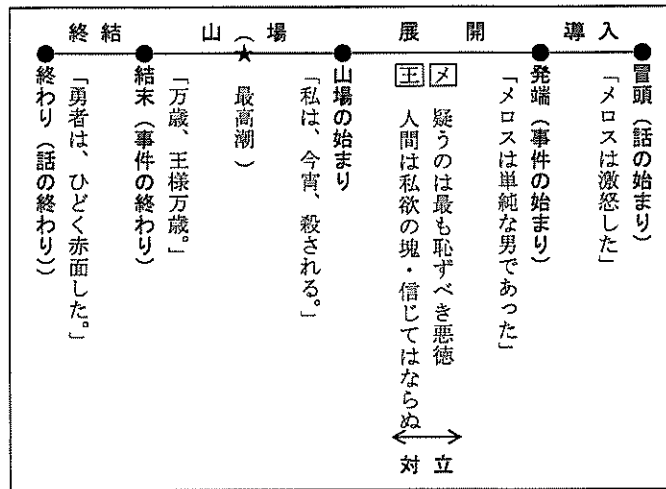 導入
展開
山（場
終結
冒頭（話の始まり）
「メロスは激怒した」
発端（事件の始まり）
「メロスは単純な男であった」
メ 疑うのは最も恥ずべき悪徳
王 人間は私欲の塊・信じてはならぬ
対立
山場の始まり
「私は、今宵、殺される。」
★
最高潮）
結末（事件の終わり）
「万歳、王様万歳。」
終わり（話の終わり）
「勇者は、ひどく赤面した。」